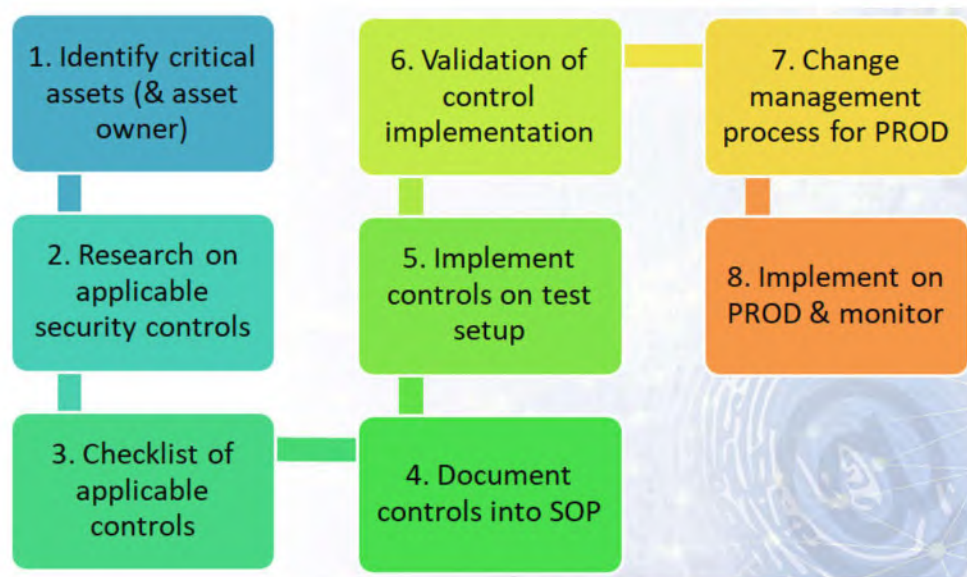 1. Identify critical
assets (& asset
owner)
2. Research on
applicable
security controls
3. Checklist of
applicable
controls
4. Document
controls into SOP
5. Implement
controls on test
setup
6. Validation of
control
implementation
7. Change
management
process for PROD
8. Implement on
PROD & monitor